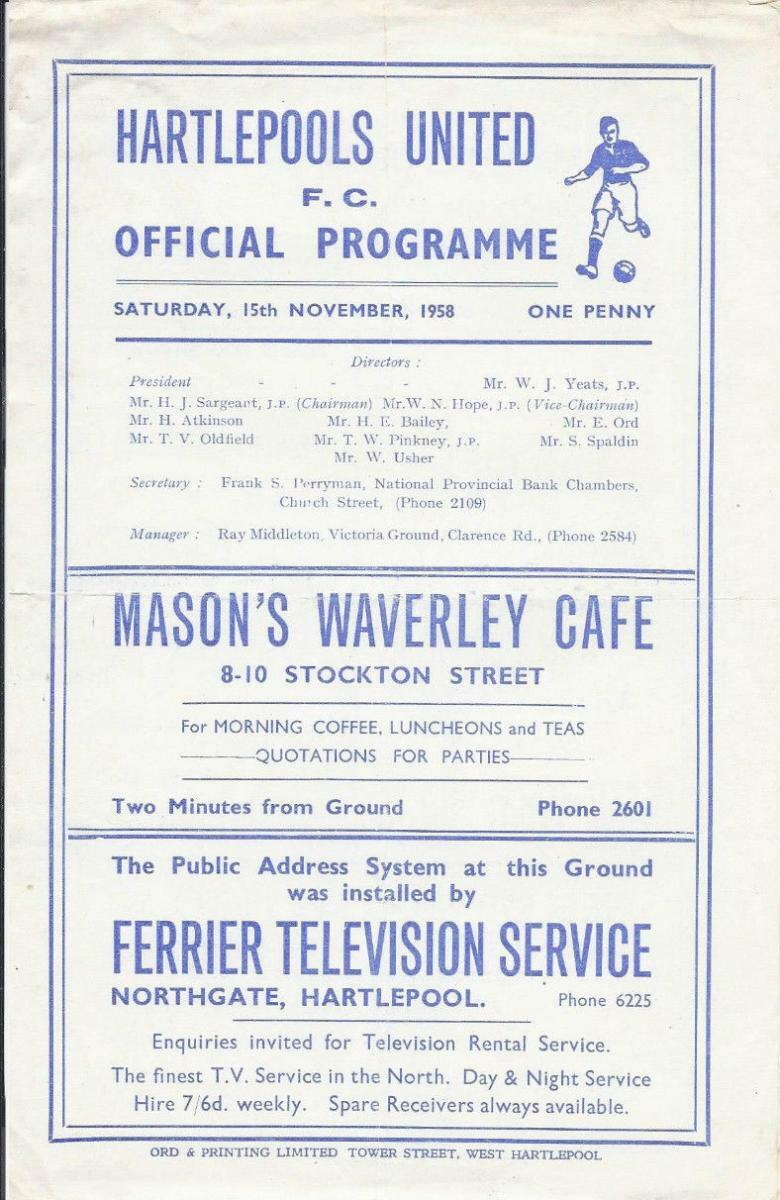 HARTLEPOOLS UNITED
F. C.
OFFICIAL PROGRAMME
SATURDAY, 15th NOVEMBER, 1958 ONE PENNY
Directors :
President - - - Mr. W. J. Yeats, J.P.
Mr. H. J. Sargeant, J.P. (Chairman) Mr.W. N. Hope, J.P. (Vice-Chairman)
Mr. H. Atkinson Mr. H. E. Bailey, Mr. E. Ord
Mr. T. V. Oldfield Mr. T. W. Pinkney, J.P. Mr. S. Spaldin
Mr. W. Usher
Secretary : Frank S. Perryman, National Provincial Bank Chambers,
Church Street, (Phone 2109)
Manager : Ray Middleton, Victoria Ground, Clarence Rd., (Phone 2584)
MASON'S WAVERLEY CAFE
8-10 STOCKTON STREET
For MORNING COFFEE, LUNCHEONS and TEAS
QUOTATIONS FOR PARTIES
Two Minutes from Ground Phone 2601
The Public Address System at this Ground
was installed by
FERRIER TELEVISION SERVICE
NORTHGATE, HARTLEPOOL. Phone 6225
Enquiries invited for Television Rental Service.
The finest T.V. Service in the North. Day & Night Service
Hire 7/6d. weekly. Spare Receivers always available.
ORD & PRINTING LIMITED TOWER STREET, WEST HARTLEPOOL